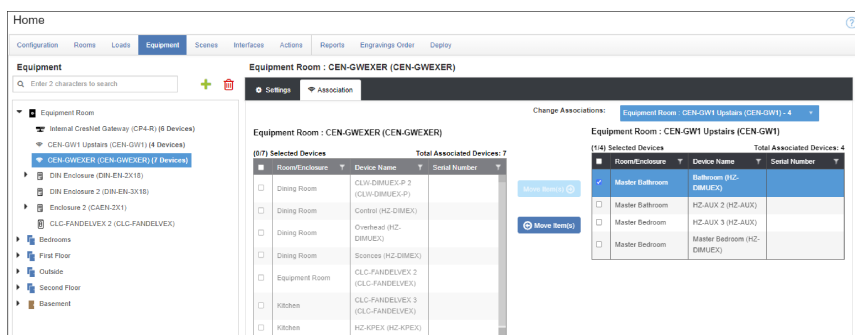 Home
Configuration Rooms Loads Equipment Scenes Interfaces Actions Reports Engravings Order Deploy
Equipment
Enter 2 characters to search
Equipment Room
Internal CresNet Gateway (CP4-R) (6 Devices)
CEN-GW1 Upstairs (CEN-GW1) (4 Devices)
CEN-GWEXER (CEN-GWEXER) (7 Devices)
DIN Enclosure (DIN-EN-2X18)
DIN Enclosure 2 (DIN-EN-3X18)
Enclosure 2 (CAEN-2X1)
CLC-FANDELVEX 2 (CLC-FANDELVEX)
Bedrooms
First Floor
Outside
Second Floor
Basement
Equipment Room : CEN-GWEXER (CEN-GWEXER)
Settings Association
Change Associations: Equipment Room : CEN-GW1 Upstairs (CEN-GW1) - 4
Equipment Room : CEN-GWEXER (CEN-GWEXER)
(0/7) Selected Devices Total Associated Devices: 7
Room/Enclosure Device Name Serial Number
Dining Room CLW-DIMUEX-P 2
(CLW-DIMUEX-P)
Dining Room Control (HZ-DIMEX)
Dining Room Overhead (HZ-
DIMUEX)
Dining Room Sconces (HZ-DIMEX)
Equipment Room CLC-FANDELVEX 2
(CLC-FANDELVEX)
Kitchen CLC-FANDELVEX 3
(CLC-FANDELVEX)
Kitchen HZ-KPEX (HZ-KPEX)
Move Item(s)
Move Item(s)
Equipment Room : CEN-GW1 Upstairs (CEN-GW1)
(1/4) Selected Devices Total Associated Devices: 4
Room/Enclosure Device Name Serial Number
Master Bathroom Bathroom (HZ-
DIMUEX)
Master Bathroom HZ-AUX 2 (HZ-AUX)
Master Bedroom HZ-AUX 3 (HZ-AUX)
Master Bedroom Master Bedroom (HZ-
DIMUEX)